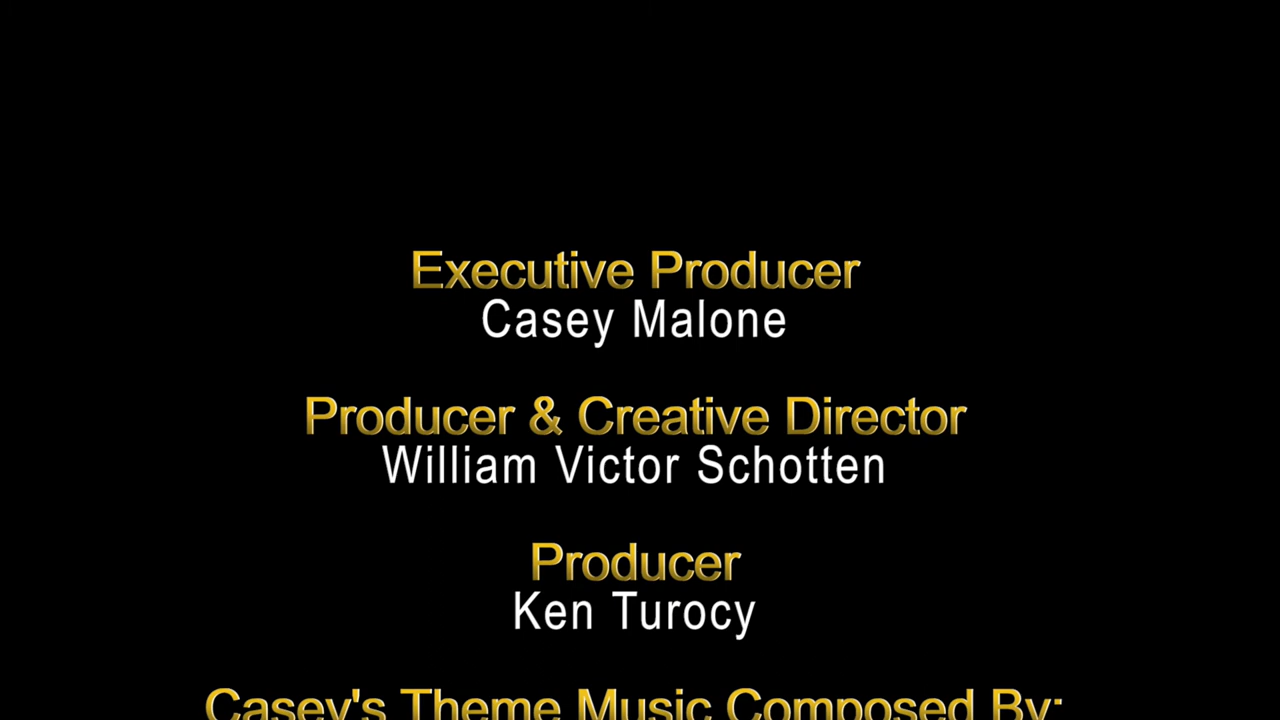 Executive Producer
Casey Malone
Producer & Creative Director
William Victor Schotten
Producer
Ken Turocy
Casey's Theme Music Composed By: